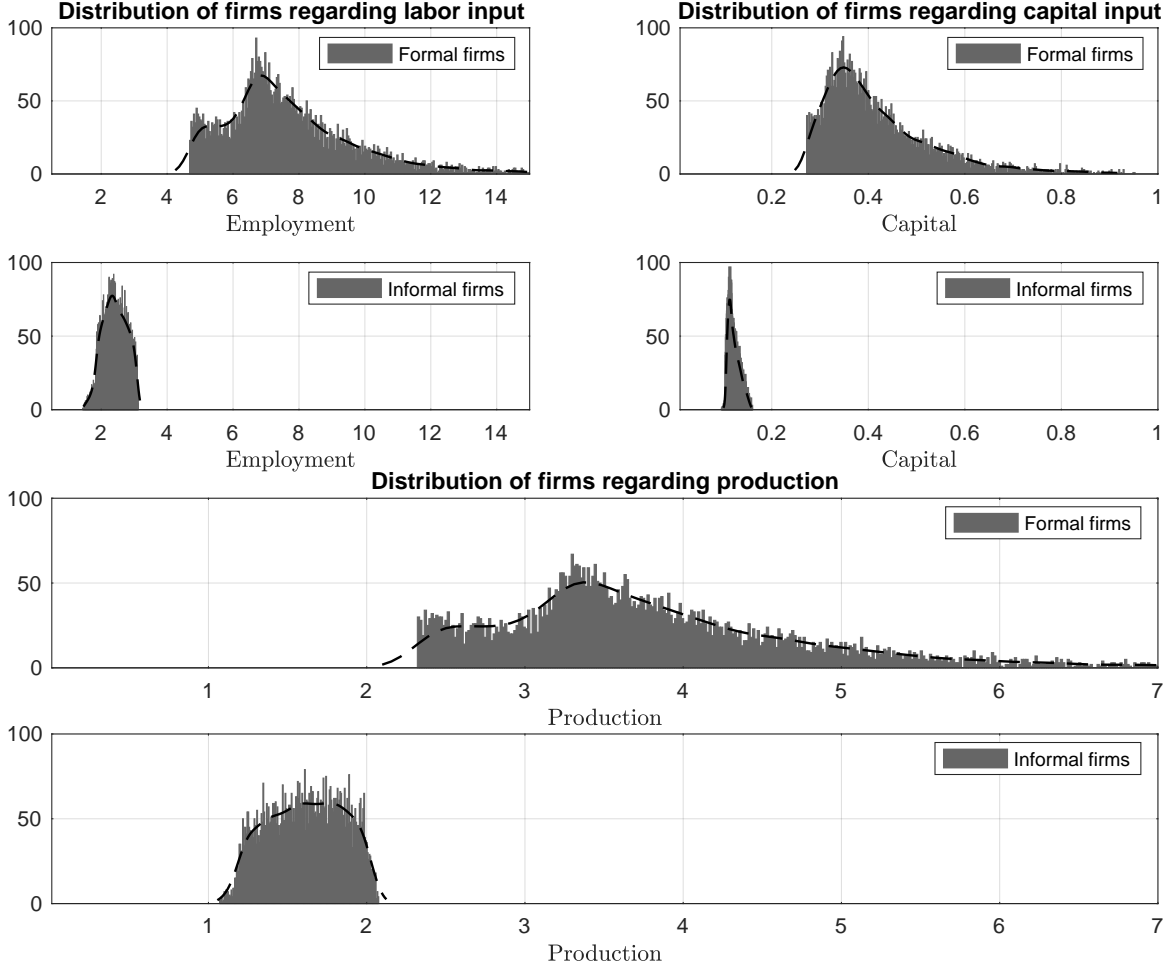 Distribution of firms regarding labor input
100
50
0
Formal firms
2 4 6 8 10 12 14
Employment
Distribution of firms regarding capital input
100
50
0
Formal firms
0.2 0.4 0.6 0.8 1
Capital
100
50
0
Informal firms
2 4 6 8 10 12 14
Employment
100
50
0
Informal firms
0.2 0.4 0.6 0.8 1
Capital
Distribution of firms regarding production
100
50
0
Formal firms
1 2 3 4 5 6 7
Production
100
50
0
Informal firms
1 2 3 4 5 6 7
Production